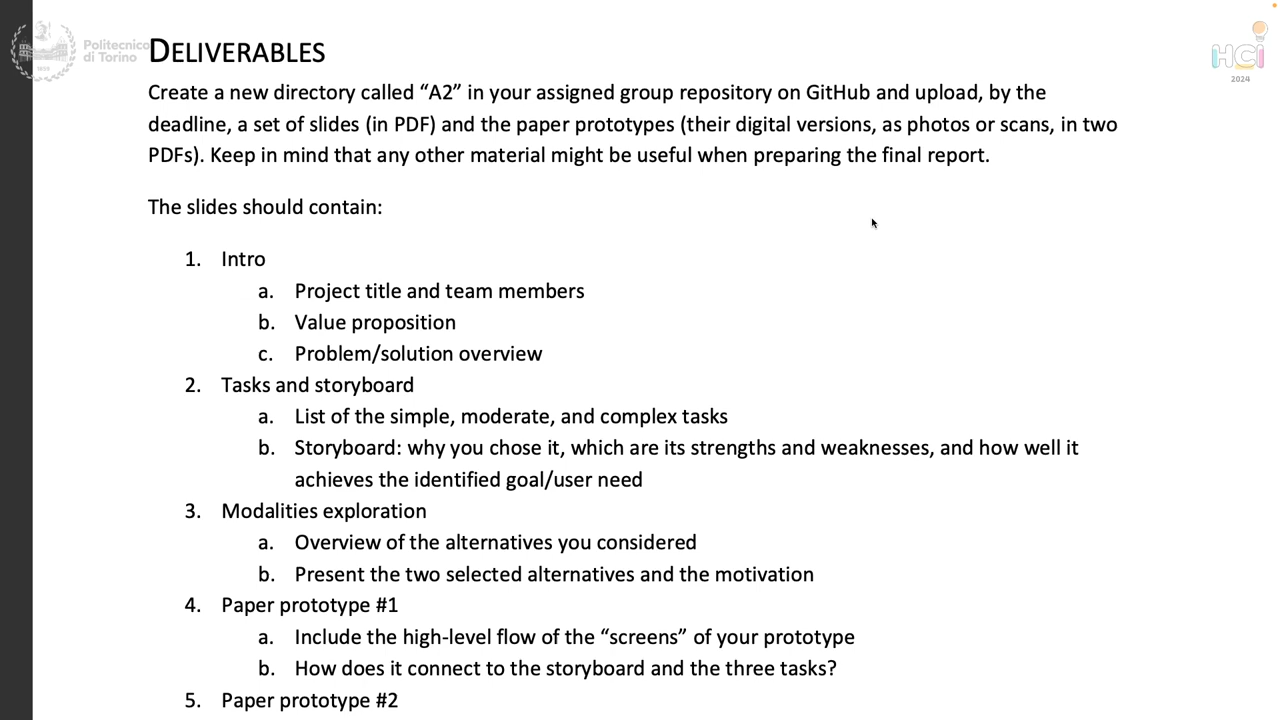 Politecnico
di Torino
DELIVERABLES
HCI
2024
Create a new directory called “A2” in your assigned group repository on GitHub and upload, by the
deadline, a set of slides (in PDF) and the paper prototypes (their digital versions, as photos or scans, in two
PDFs). Keep in mind that any other material might be useful when preparing the final report.
The slides should contain:
1. Intro
a. Project title and team members
b. Value proposition
c. Problem/solution overview
2. Tasks and storyboard
a. List of the simple, moderate, and complex tasks
b. Storyboard: why you chose it, which are its strengths and weaknesses, and how well it
achieves the identified goal/user need
3. Modalities exploration
a. Overview of the alternatives you considered
b. Present the two selected alternatives and the motivation
4. Paper prototype #1
a. Include the high-level flow of the “screens” of your prototype
b. How does it connect to the storyboard and the three tasks?
5. Paper prototype #2